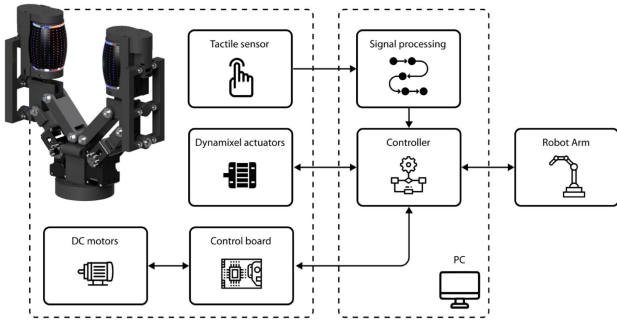 Tactile sensor
Signal processing
Dynamixel actuators
Controller
Robot Arm
DC motors
Control board
PC